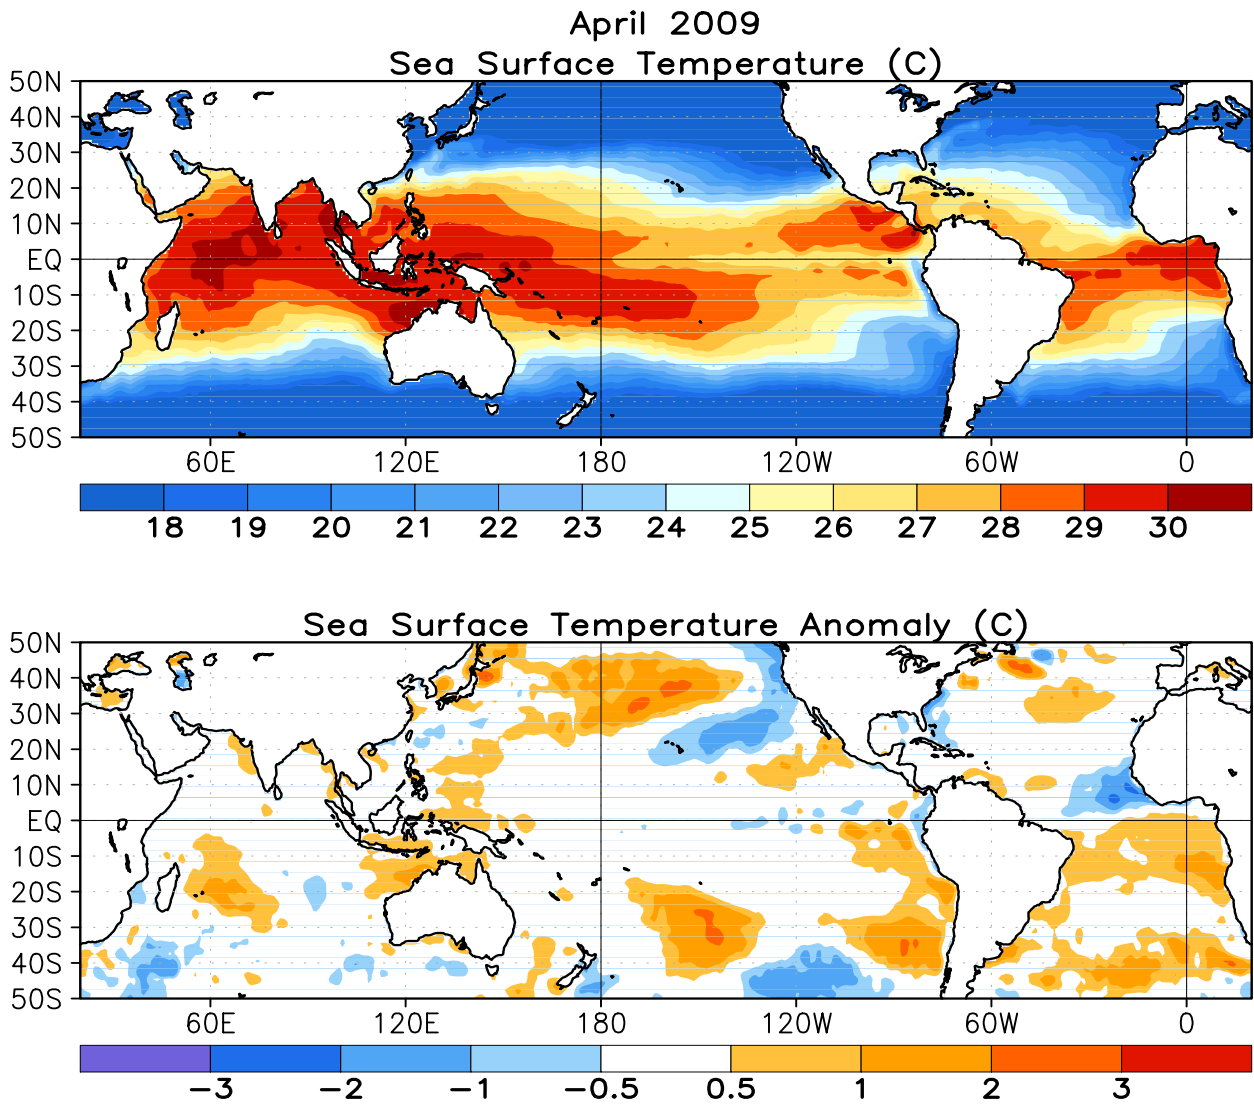 April 2009
Sea Surface Temperature (C)
50N
40N
30N
20N
10N
EQ
10S
20S
30S
40S
50S
60E 120E 180 120W 60W 0
18 19 20 21 22 23 24 25 26 27 28 29 30
Sea Surface Temperature Anomaly (C)
50N
40N
30N
20N
10N
EQ
10S
20S
30S
40S
50S
60E 120E 180 120W 60W 0
-3 -2 -1 -0.5 0.5 1 2 3